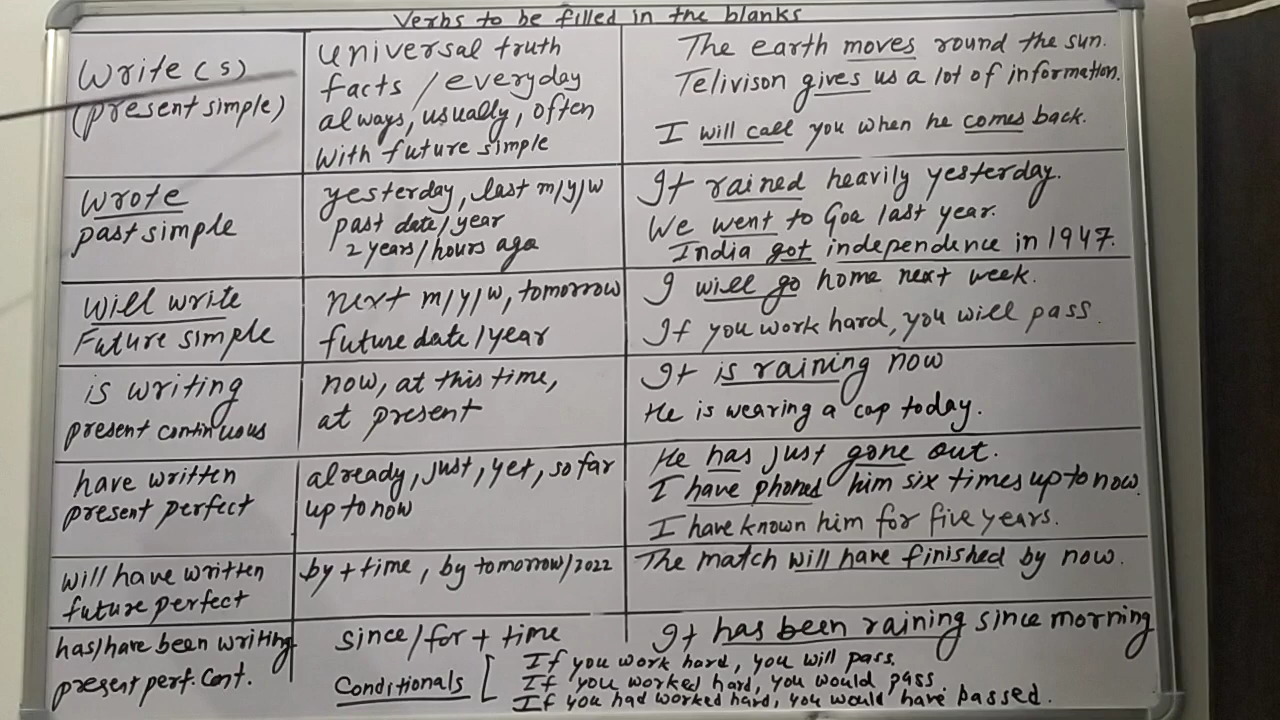 Verbs to be filled in the blanks
Write (s)
(present simple)
universal truth
facts / everyday
always, usually, often
with future simple
The earth moves round the sun.
Telivison gives us a lot of information.
I will call you when he comes back.
Wrote
past simple
yesterday, last m/y/w
past date/year
2 years/hours ago
It rained heavily yesterday.
We went to Goa last year.
India got independence in 1947.
Will write
Future simple
next m/y/w, tomorrow
future date/year
I will go home next week.
If you work hard, you will pass.
is writing
present continuous
now, at this time,
at present
It is raining now
He is wearing a cap today.
have written
present perfect
already, just, yet, so far
up to now
He has just gone out.
I have phoned him six times up to now.
I have known him for five years.
will have written
future perfect
by + time, by tomorrow/2022
The match will have finished by now.
has/have been writing
present perf. cont.
since/for + time
It has been raining since morning
Conditionals
If you work hard, you will pass.
If you worked hard, you would pass
If you had worked hard, you would have passed.